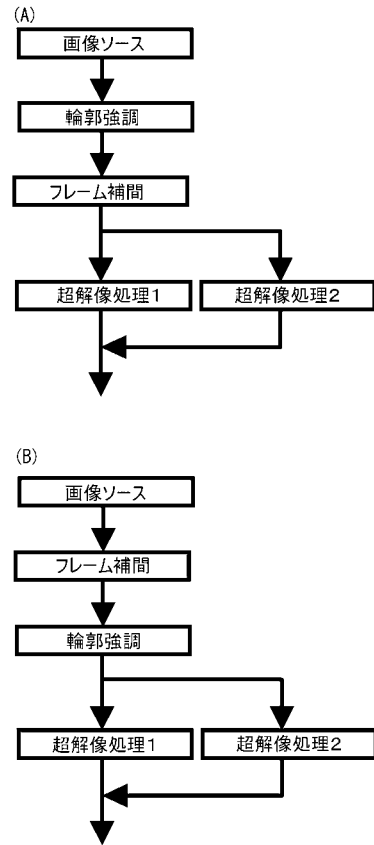 (A)
画像ソース
輪郭強調
フレーム補間
超解像処理1
超解像処理2
(B)
画像ソース
フレーム補間
輪郭強調
超解像処理1
超解像処理2